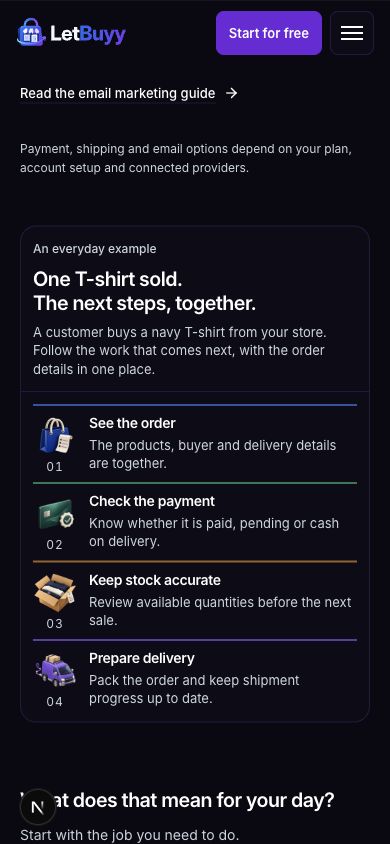 LetBuyy
Start for free
Read the email marketing guide
Payment, shipping and email options depend on your plan,
account setup and connected providers.
An everyday example
One T-shirt sold.
The next steps, together.
A customer buys a navy T-shirt from your store.
Follow the work that comes next, with the order
details in one place.
See the order
The products, buyer and delivery details
are together.
01
Check the payment
Know whether it is paid, pending or cash
on delivery.
02
Keep stock accurate
Review available quantities before the next
sale.
03
Prepare delivery
Pack the order and keep shipment
progress up to date.
04
N
does that mean for your day?
Start with the job you need to do.